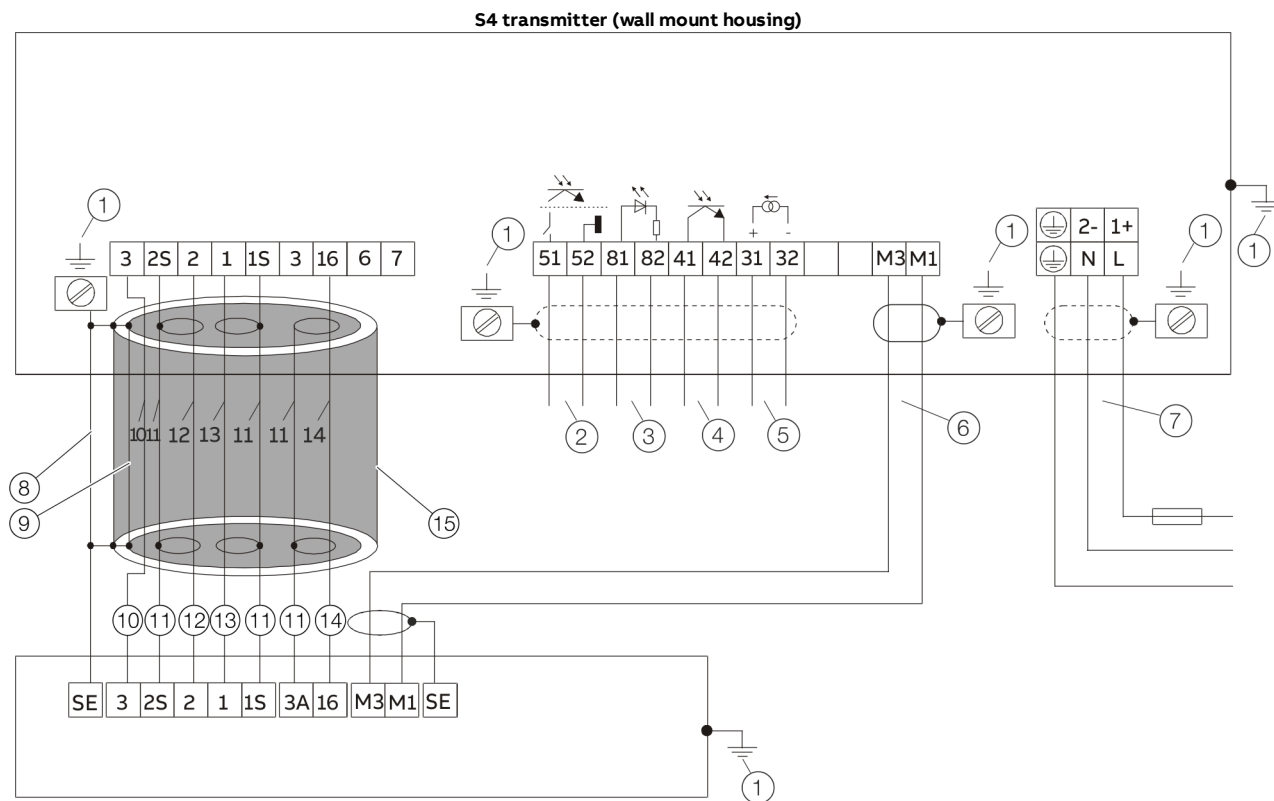 S4 transmitter (wall mount housing)
1
1
1
1
1
3 2S 2 1 1S 3 16 6 7
51 52 81 82 41 42 31 32 M3 M1
+ -
2- 1+
N L
10 11 12 13 11 11 14
2 3 4 5 6 7
8
9
15
10 11 12 13 11 11 14
SE 3 2S 2 1 1S 3A 16 M3 M1 SE
1